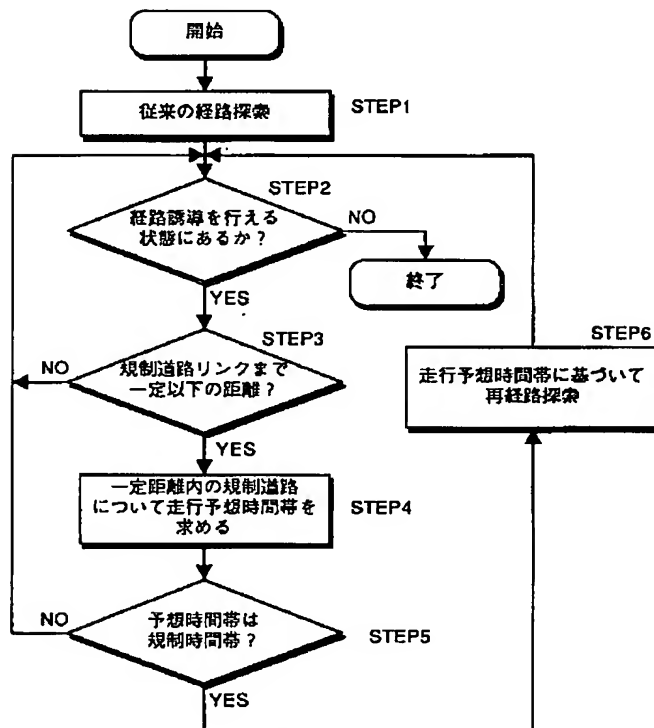 開始
従来の経路探索
STEP1
STEP2
経路誘導を行える
状態にあるか?
NO
終了
YES
STEP3
規制道路リンクまで
一定以下の距離?
NO
YES
STEP6
走行予想時間帯に基づいて
再経路探索
一定距離内の規制道路
について走行予想時間帯を
求める
STEP4
予想時間帯は
規制時間帯?
NO
STEP5
YES